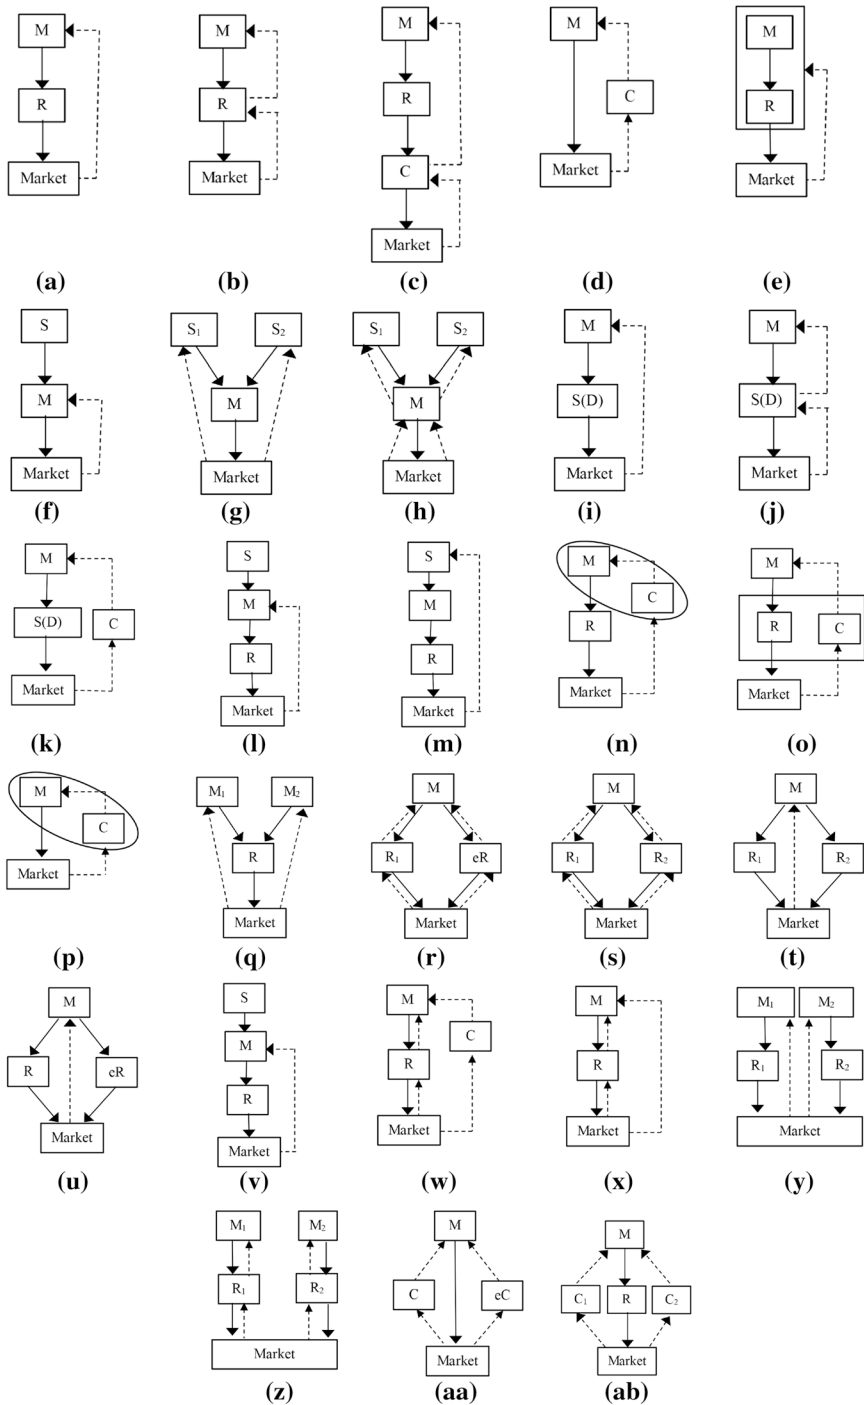 M M M M M
R R R C R
Market Market C Market Market
Market
(a) (b) (c) (d) (e)
S S₁ S₂ S₁ S₂ M M
M M M S(D) S(D)
Market Market Market Market Market
(f) (g) (h) (i) (j)
M S S M M
S(D) C M M C R C
R R R
Market Market Market Market Market
(k) (l) (m) (n) (o)
M M₁ M₂ M M M
C R R₁ eR R₁ R₂ R₁ R₂
Market Market Market Market Market
(p) (q) (r) (s) (t)
M S M M M₁ M₂
R eR M R C R R₁ R₂
R
Market Market Market Market Market
(u) (v) (w) (x) (y)
M₁ M₂ M M
R₁ R₂ C eC C₁ R C₂
Market Market Market
(z) (aa) (ab)